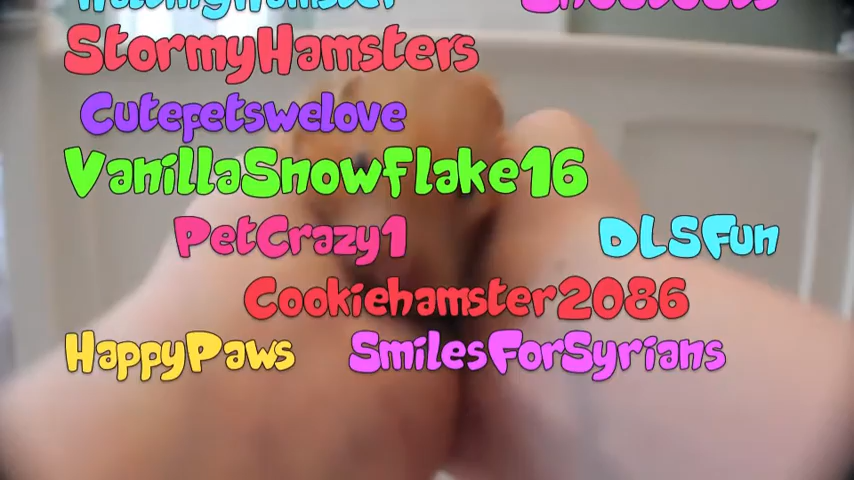 StormyHamsters
Cutepetswelove
VanillaSnowflake16
PetCrazy1 DLSFun
Cookiehamster2086
HappyPaws SmilesForSyrians